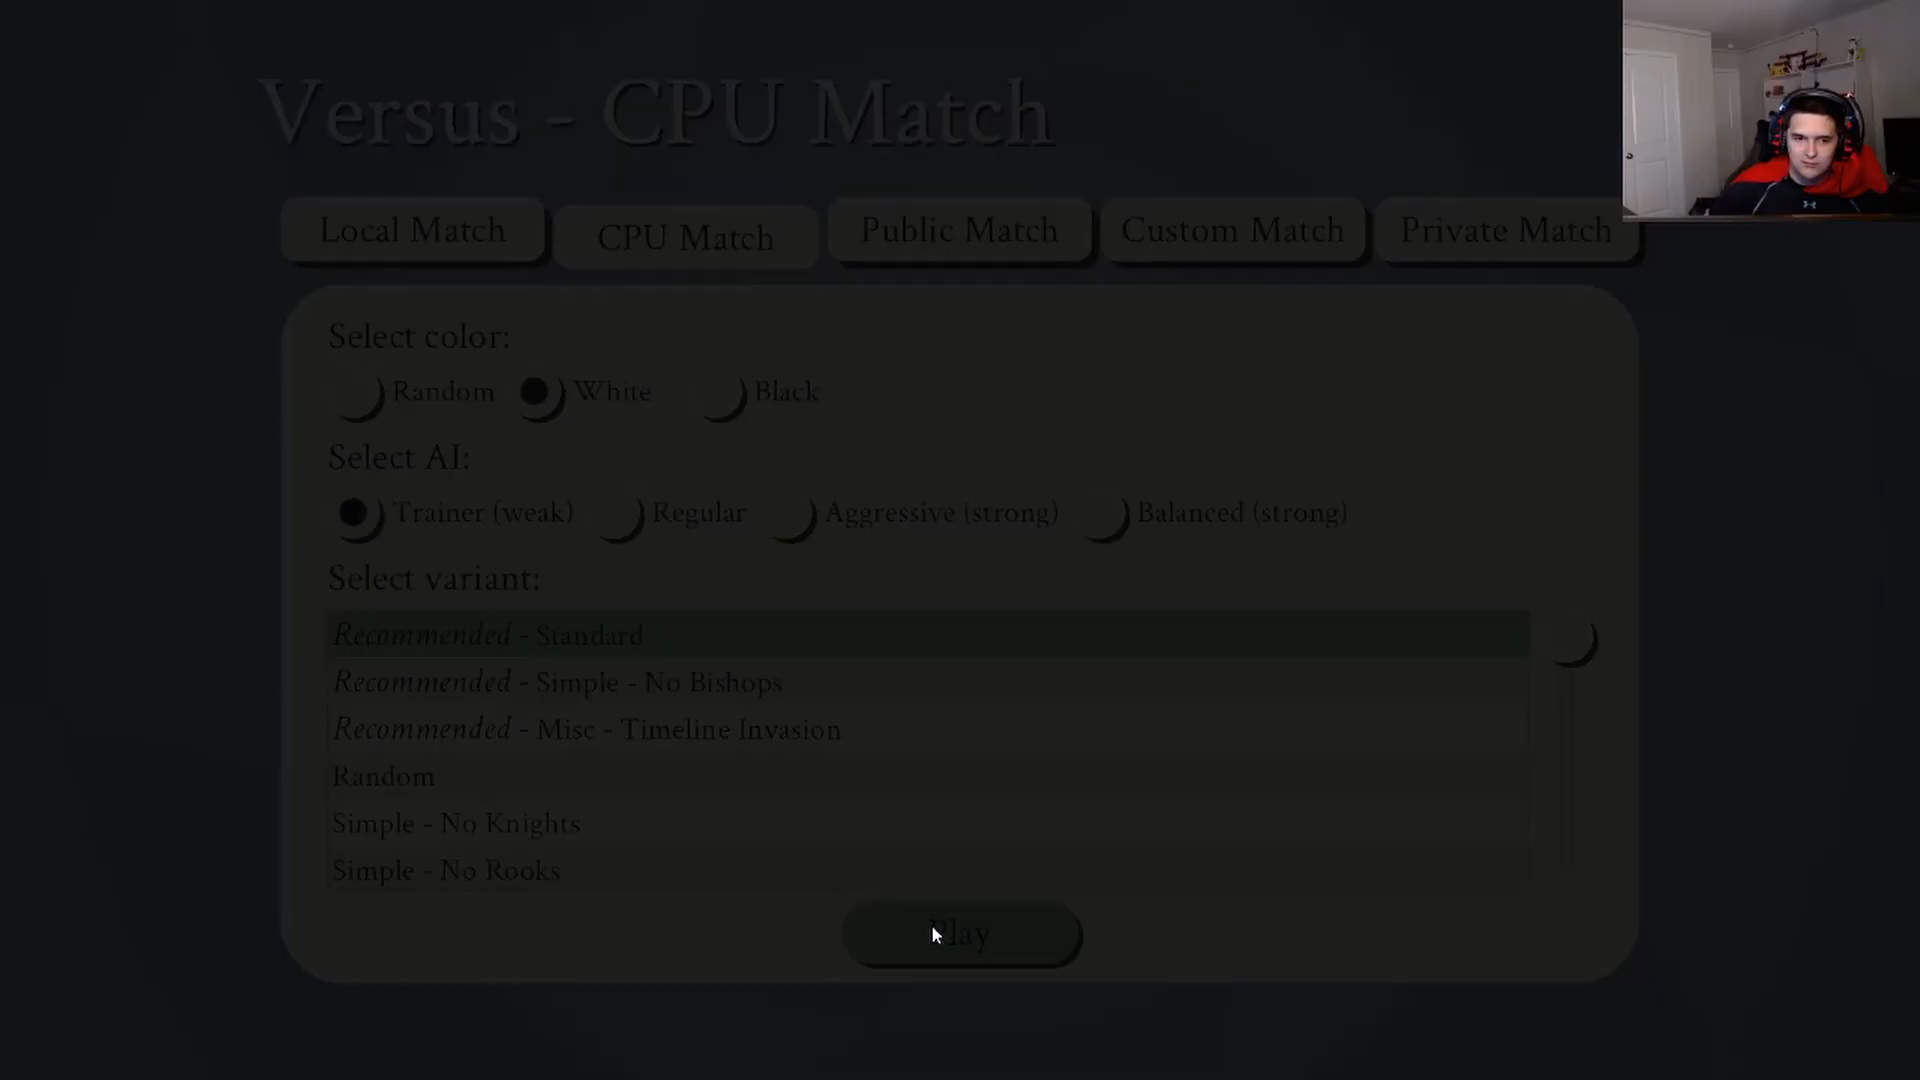 Versus - CPU Match
Local Match
CPU Match
Public Match
Custom Match
Private Match
Select color:
Random
White
Black
Select AI:
Trainer (weak)
Regular
Aggressive (strong)
Balanced (strong)
Select variant:
Recommended - Standard
Recommended - Simple - No Bishops
Recommended - Misc - Timeline Invasion
Random
Simple - No Knights
Simple - No Rooks
Play